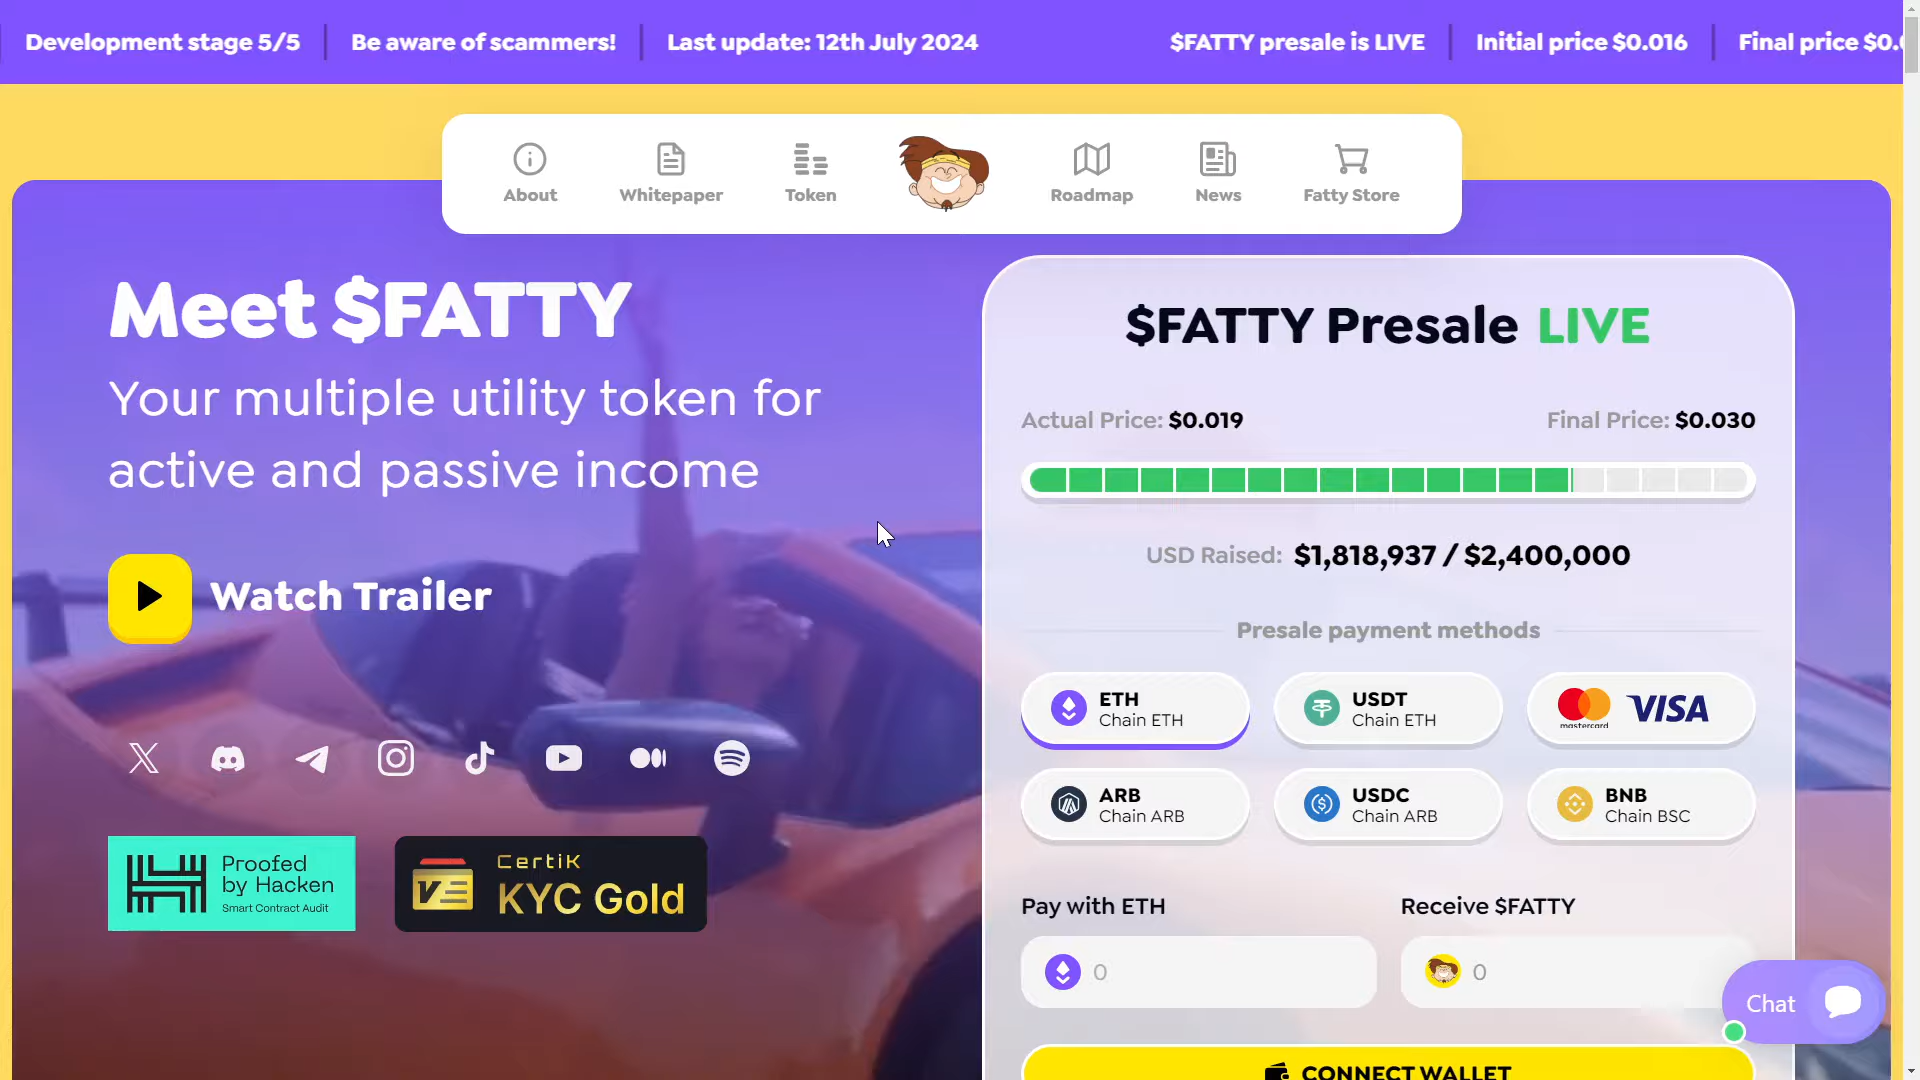 Development stage 5/5
Be aware of scammers!
Last update: 12th July 2024
$FATTY presale is LIVE
Initial price $0.016
Final price $0.
About
Whitepaper
Token
Roadmap
News
Fatty Store
Meet $FATTY
Your multiple utility token for
active and passive income
Watch Trailer
Proofed
by Hacken
Smart Contract Audit
CertiK
KYC Gold
$FATTY Presale LIVE
Actual Price: $0.019
Final Price: $0.030
USD Raised: $1,818,937 / $2,400,000
Presale payment methods
ETH
Chain ETH
USDT
Chain ETH
mastercard
VISA
ARB
Chain ARB
USDC
Chain ARB
BNB
Chain BSC
Pay with ETH
Receive $FATTY
0
0
CONNECT WALLET
Chat